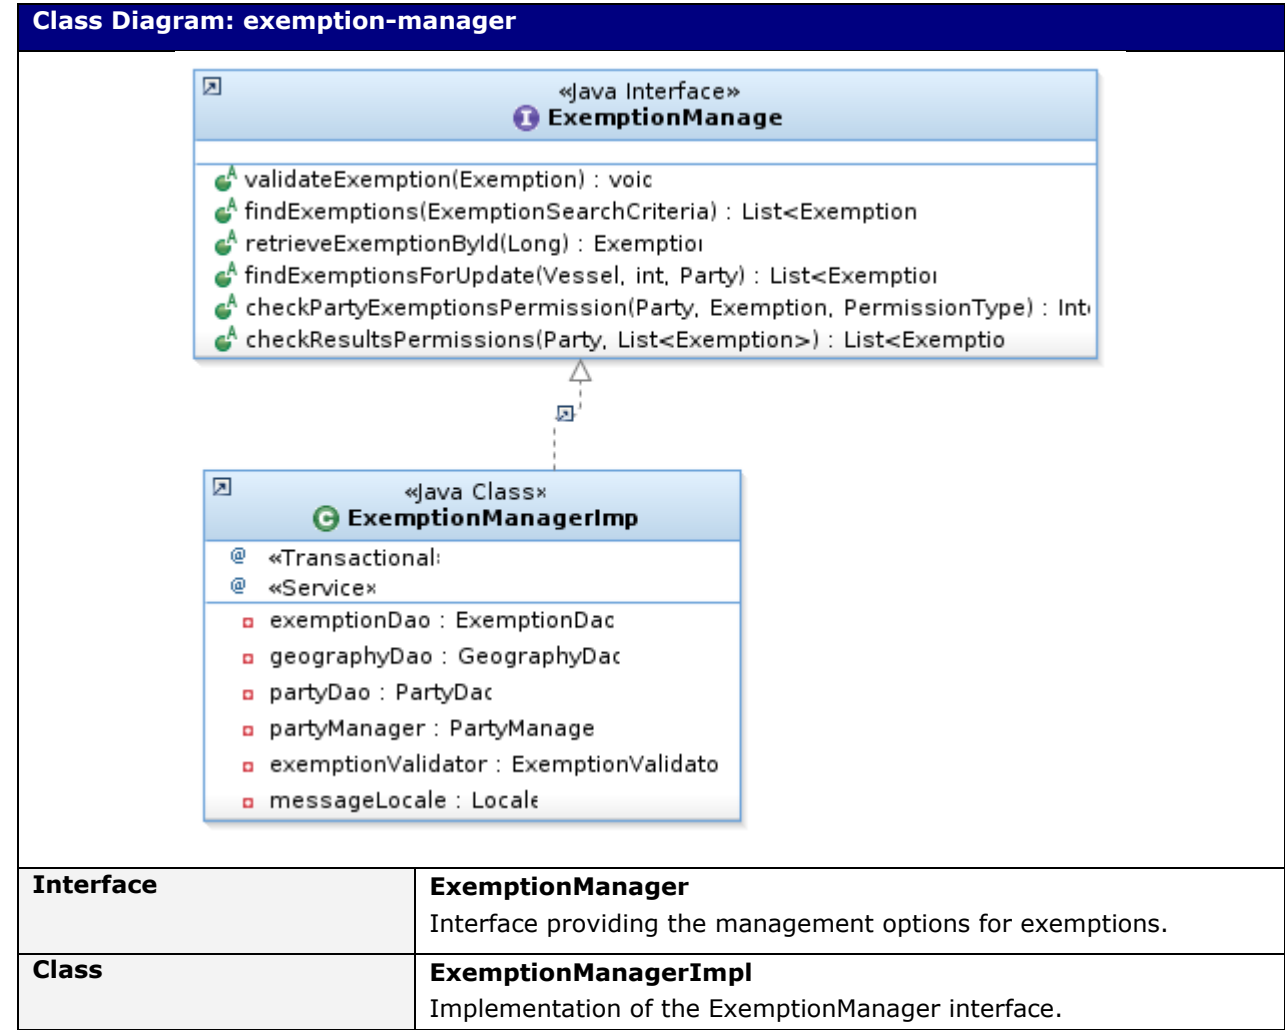 Class Diagram: exemption-manager
«Java Interface»
I ExemptionManage
A validateExemption(Exemption) : voic
A findExemptions(ExemptionSearchCriteria) : List<Exemption
A retrieveExemptionById(Long) : Exemptior
A findExemptionsForUpdate(Vessel, int, Party) : List<Exemptior
A checkPartyExemptionsPermission(Party, Exemption, PermissionType) : Inte
A checkResultsPermissions(Party, List<Exemption>) : List<Exemptio
«Java Class»
C ExemptionManagerImp
@ «Transactional»
@ «Service»
exemptionDao : ExemptionDac
geographyDao : GeographyDac
partyDao : PartyDac
partyManager : PartyManage
exemptionValidator : ExemptionValidato
messageLocale : Locale
Interface
ExemptionManager
Interface providing the management options for exemptions.
Class
ExemptionManagerImpl
Implementation of the ExemptionManager interface.